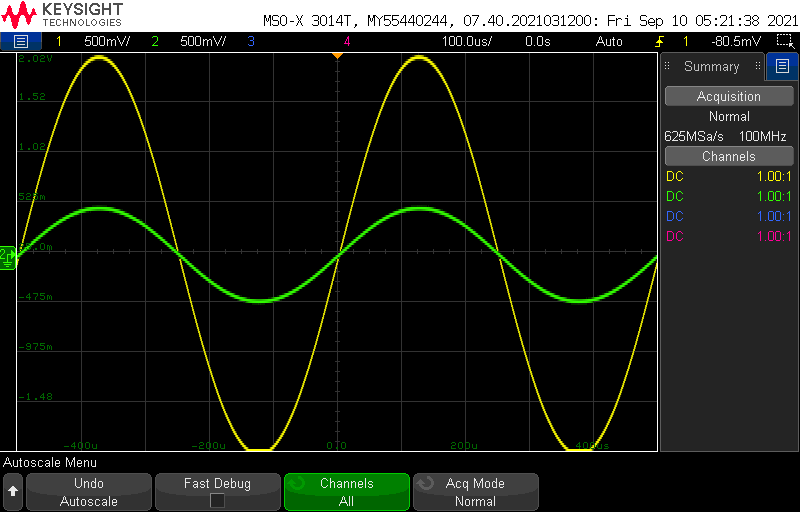 KEYSIGHT
TECHNOLOGIES
MSO-X 3014T, MY55440244, 07.40.2021031200: Fri Sep 10 05:21:38 2021
1 500mV/ 2 500mV/ 3 4 100.0us/ 0.0s Auto 1 -80.5mV
2.02V
1.52
1.02
525m
25.0m
-475m
-975m
-1.48
-400u -200u 0.0 200u 400us
2
Summary
Acquisition
Normal
625MSa/s 100MHz
Channels
DC 1.00:1
DC 1.00:1
DC 1.00:1
DC 1.00:1
Autoscale Menu
Undo
Autoscale
Fast Debug
Channels
All
Acq Mode
Normal